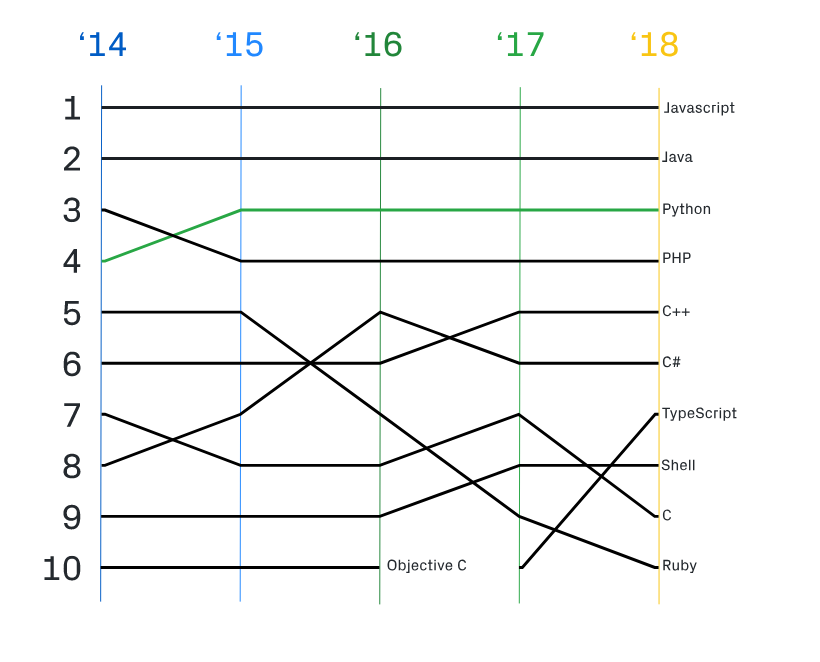 ‘14 ‘15 ‘16 ‘17 ‘18
1 Javascript
2 Java
3 Python
4 PHP
5 C++
6 C#
7 TypeScript
8 Shell
9 C
10 Objective C Ruby